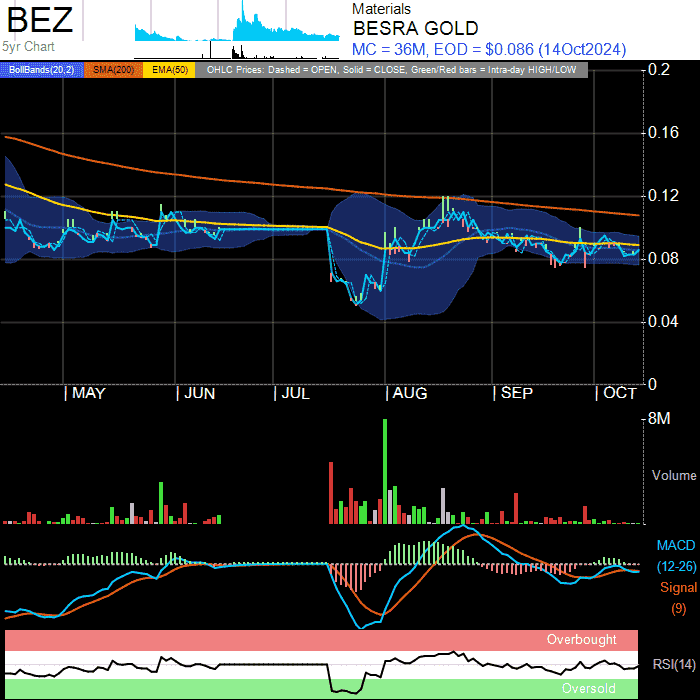 BEZ
5yr Chart
Materials
BESRA GOLD
MC = 36M, EOD = $0.086 (14Oct2024)
BollBands(20,2) SMA(200) EMA(50) OHLC Prices: Dashed = OPEN, Solid = CLOSE, Green/Red bars = Intra-day HIGH/LOW
0.2
0.16
0.12
0.08
0.04
0
| MAY | JUN | JUL | AUG | SEP | OCT
8M
Volume
MACD
(12-26)
Signal
(9)
Overbought
RSI(14)
Oversold